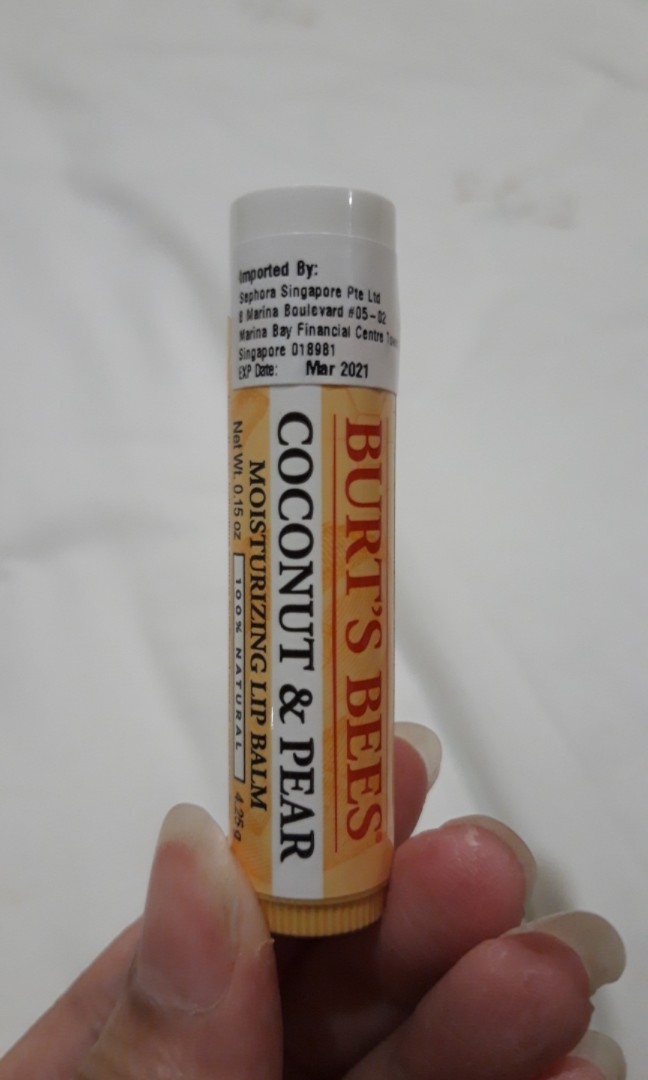 Imported By:
Sephora Singapore Pte Ltd
8 Marina Boulevard #05-02
Marina Bay Financial Centre
Singapore 018981
EXP Date: Mar 2021
BURT'S BEES®
COCONUT & PEAR
MOISTURIZING LIP BALM
Net Wt. 0.15 oz 100% NATURAL 4.25 g